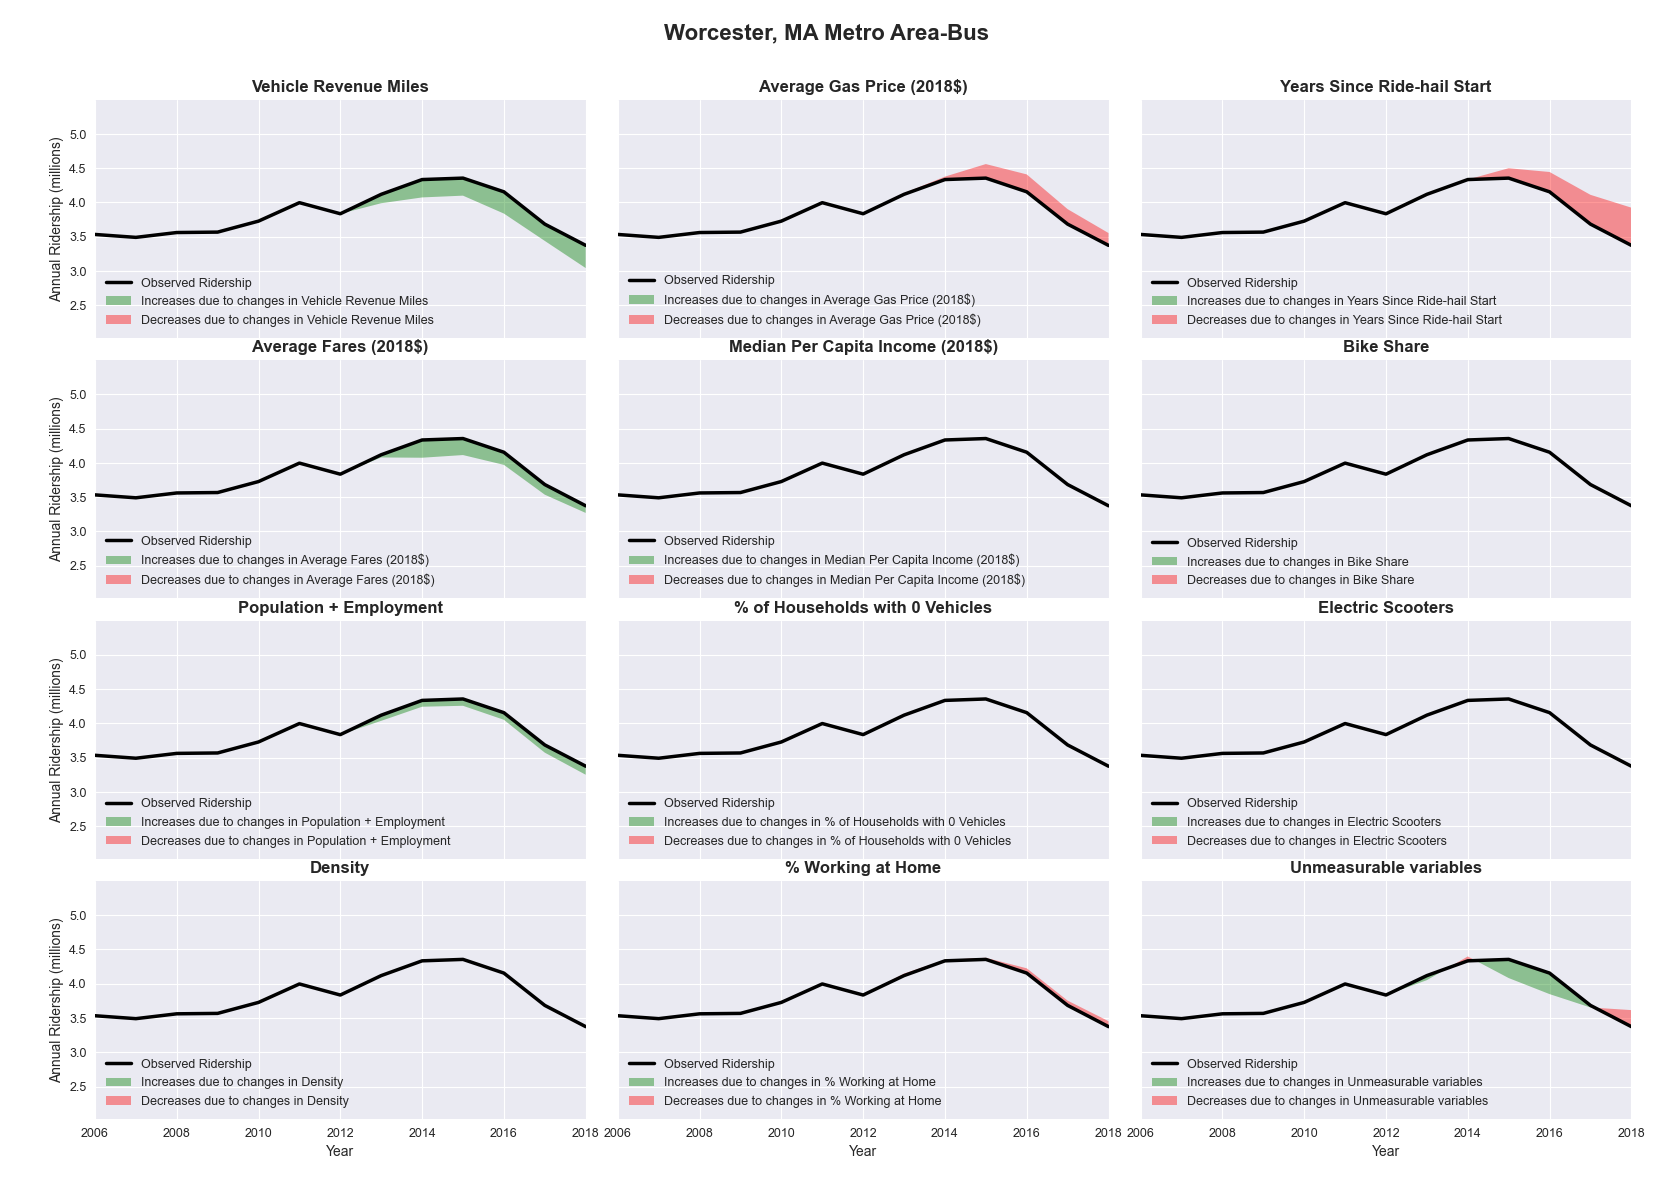 Worcester, MA Metro Area-Bus
Vehicle Revenue Miles
Annual Ridership (millions)
5.0
4.5
4.0
3.5
3.0
2.5
Observed Ridership
Increases due to changes in Vehicle Revenue Miles
Decreases due to changes in Vehicle Revenue Miles
Average Gas Price (2018$)
Observed Ridership
Increases due to changes in Average Gas Price (2018$)
Decreases due to changes in Average Gas Price (2018$)
Years Since Ride-hail Start
Observed Ridership
Increases due to changes in Years Since Ride-hail Start
Decreases due to changes in Years Since Ride-hail Start
Average Fares (2018$)
Annual Ridership (millions)
5.0
4.5
4.0
3.5
3.0
2.5
Observed Ridership
Increases due to changes in Average Fares (2018$)
Decreases due to changes in Average Fares (2018$)
Median Per Capita Income (2018$)
Observed Ridership
Increases due to changes in Median Per Capita Income (2018$)
Decreases due to changes in Median Per Capita Income (2018$)
Bike Share
Observed Ridership
Increases due to changes in Bike Share
Decreases due to changes in Bike Share
Population + Employment
Annual Ridership (millions)
5.0
4.5
4.0
3.5
3.0
2.5
Observed Ridership
Increases due to changes in Population + Employment
Decreases due to changes in Population + Employment
% of Households with 0 Vehicles
Observed Ridership
Increases due to changes in % of Households with 0 Vehicles
Decreases due to changes in % of Households with 0 Vehicles
Electric Scooters
Observed Ridership
Increases due to changes in Electric Scooters
Decreases due to changes in Electric Scooters
Density
Annual Ridership (millions)
5.0
4.5
4.0
3.5
3.0
2.5
Observed Ridership
Increases due to changes in Density
Decreases due to changes in Density
2006 2008 2010 2012 2014 2016 2018
Year
% Working at Home
Observed Ridership
Increases due to changes in % Working at Home
Decreases due to changes in % Working at Home
2006 2008 2010 2012 2014 2016 2018
Year
Unmeasurable variables
Observed Ridership
Increases due to changes in Unmeasurable variables
Decreases due to changes in Unmeasurable variables
2006 2008 2010 2012 2014 2016 2018
Year